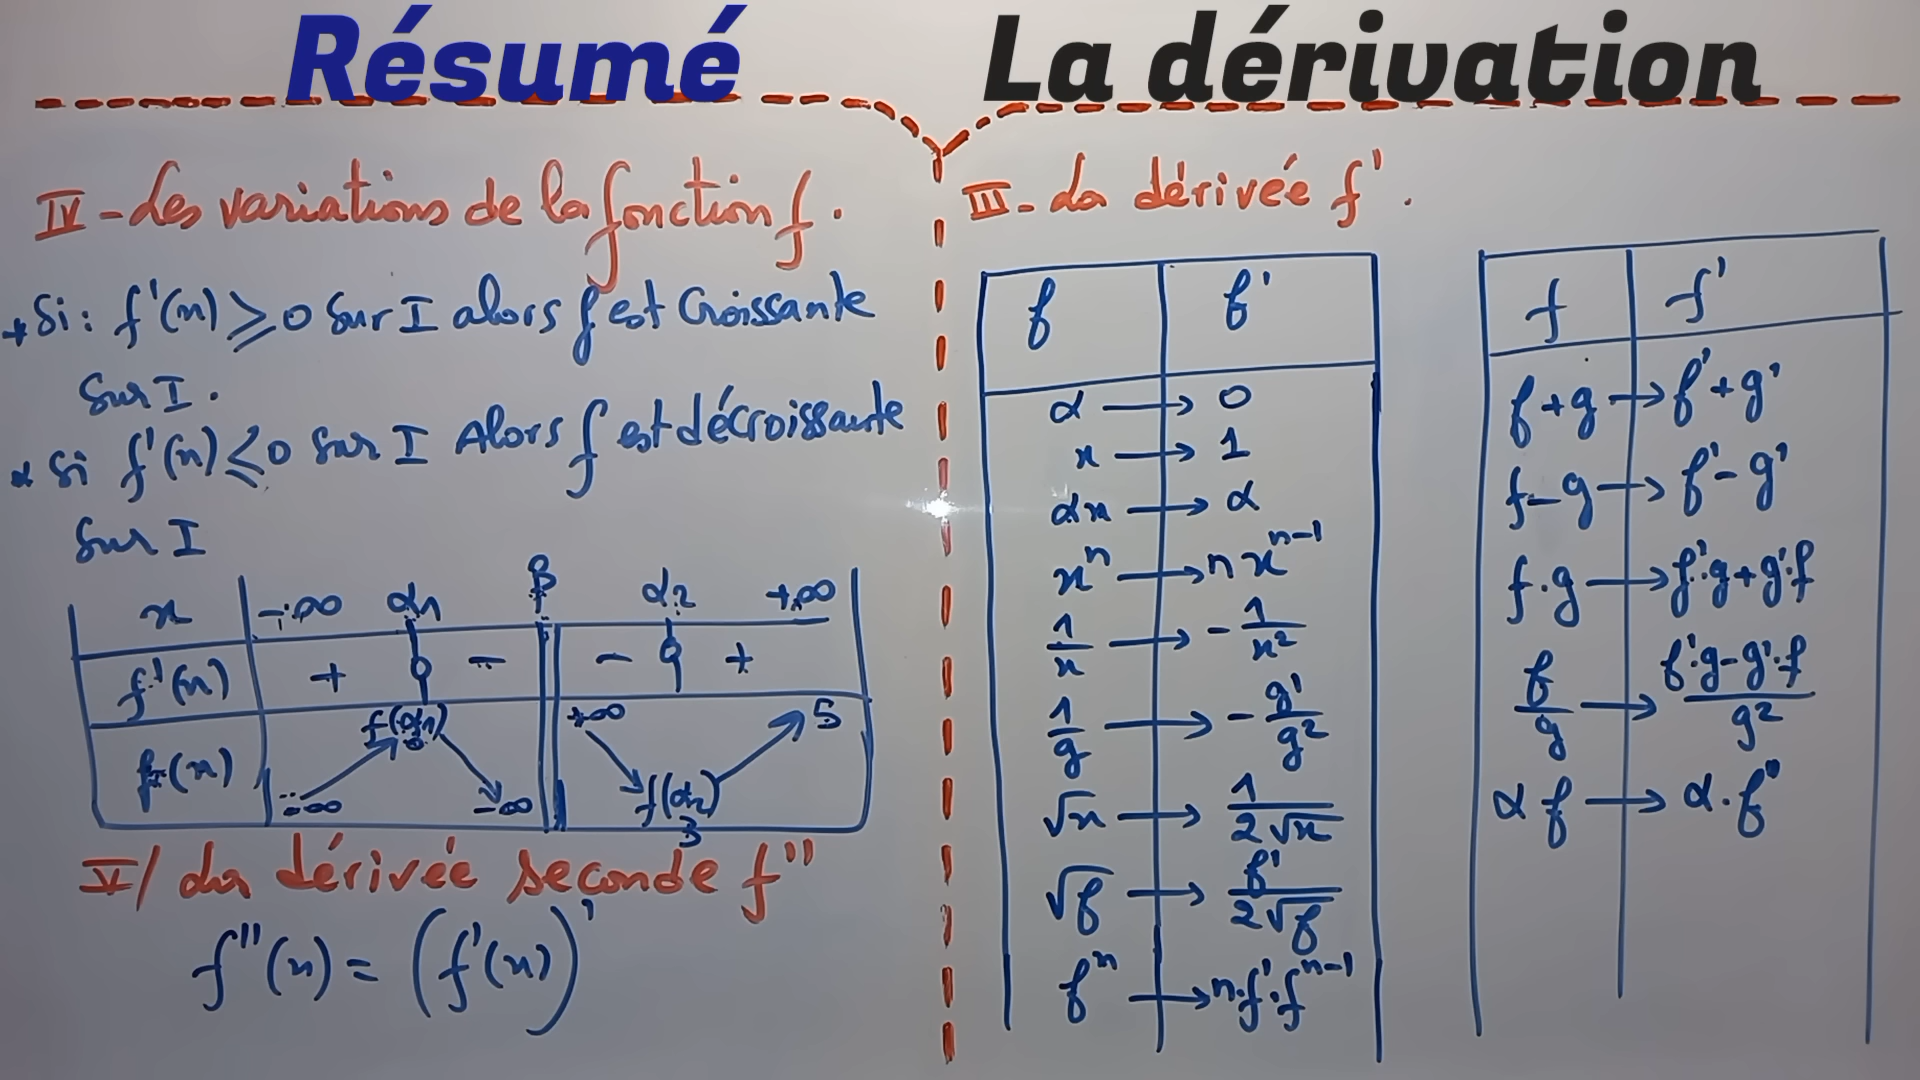 Résumé La dérivation
IV - Les variations de la fonction f.
* Si : f'(x) ⩾ 0 sur I alors f est Croissante
sur I.
* Si f'(x) ⩽ 0 sur I Alors f est décroissante
sur I
x -∞ α1 β α2 +∞
f'(x) + 0 - - 0 +
f(x) -∞ f(α1) -∞ +∞ f(α2) 5
3
V/ La dérivée seconde f''
f''(x) = (f'(x))'
III - La dérivée f'.
f f'
α → 0
x → 1
αx → α
x^n → n x^{n-1}
1/x → - 1/x²
1/g → - g'/g²
√x → 1/(2√x)
√f → f'/(2√f)
f^n → n·f'·f^{n-1}
f f'
f+g → f'+g'
f-g → f'-g'
f·g → f'·g+g'·f
f/g → (f'·g-g'·f)/g²
α f → α·f'